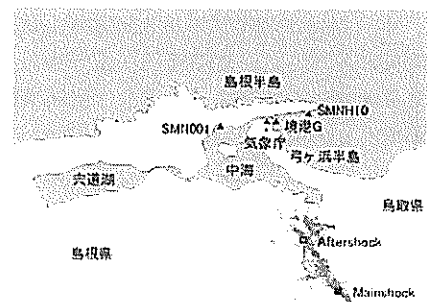 島根半島
SMNH10
SMN001
境港G
気象庁
弓ヶ浜半島
宍道湖
中海
鳥取県
島根県
Aftershock
Mainshock